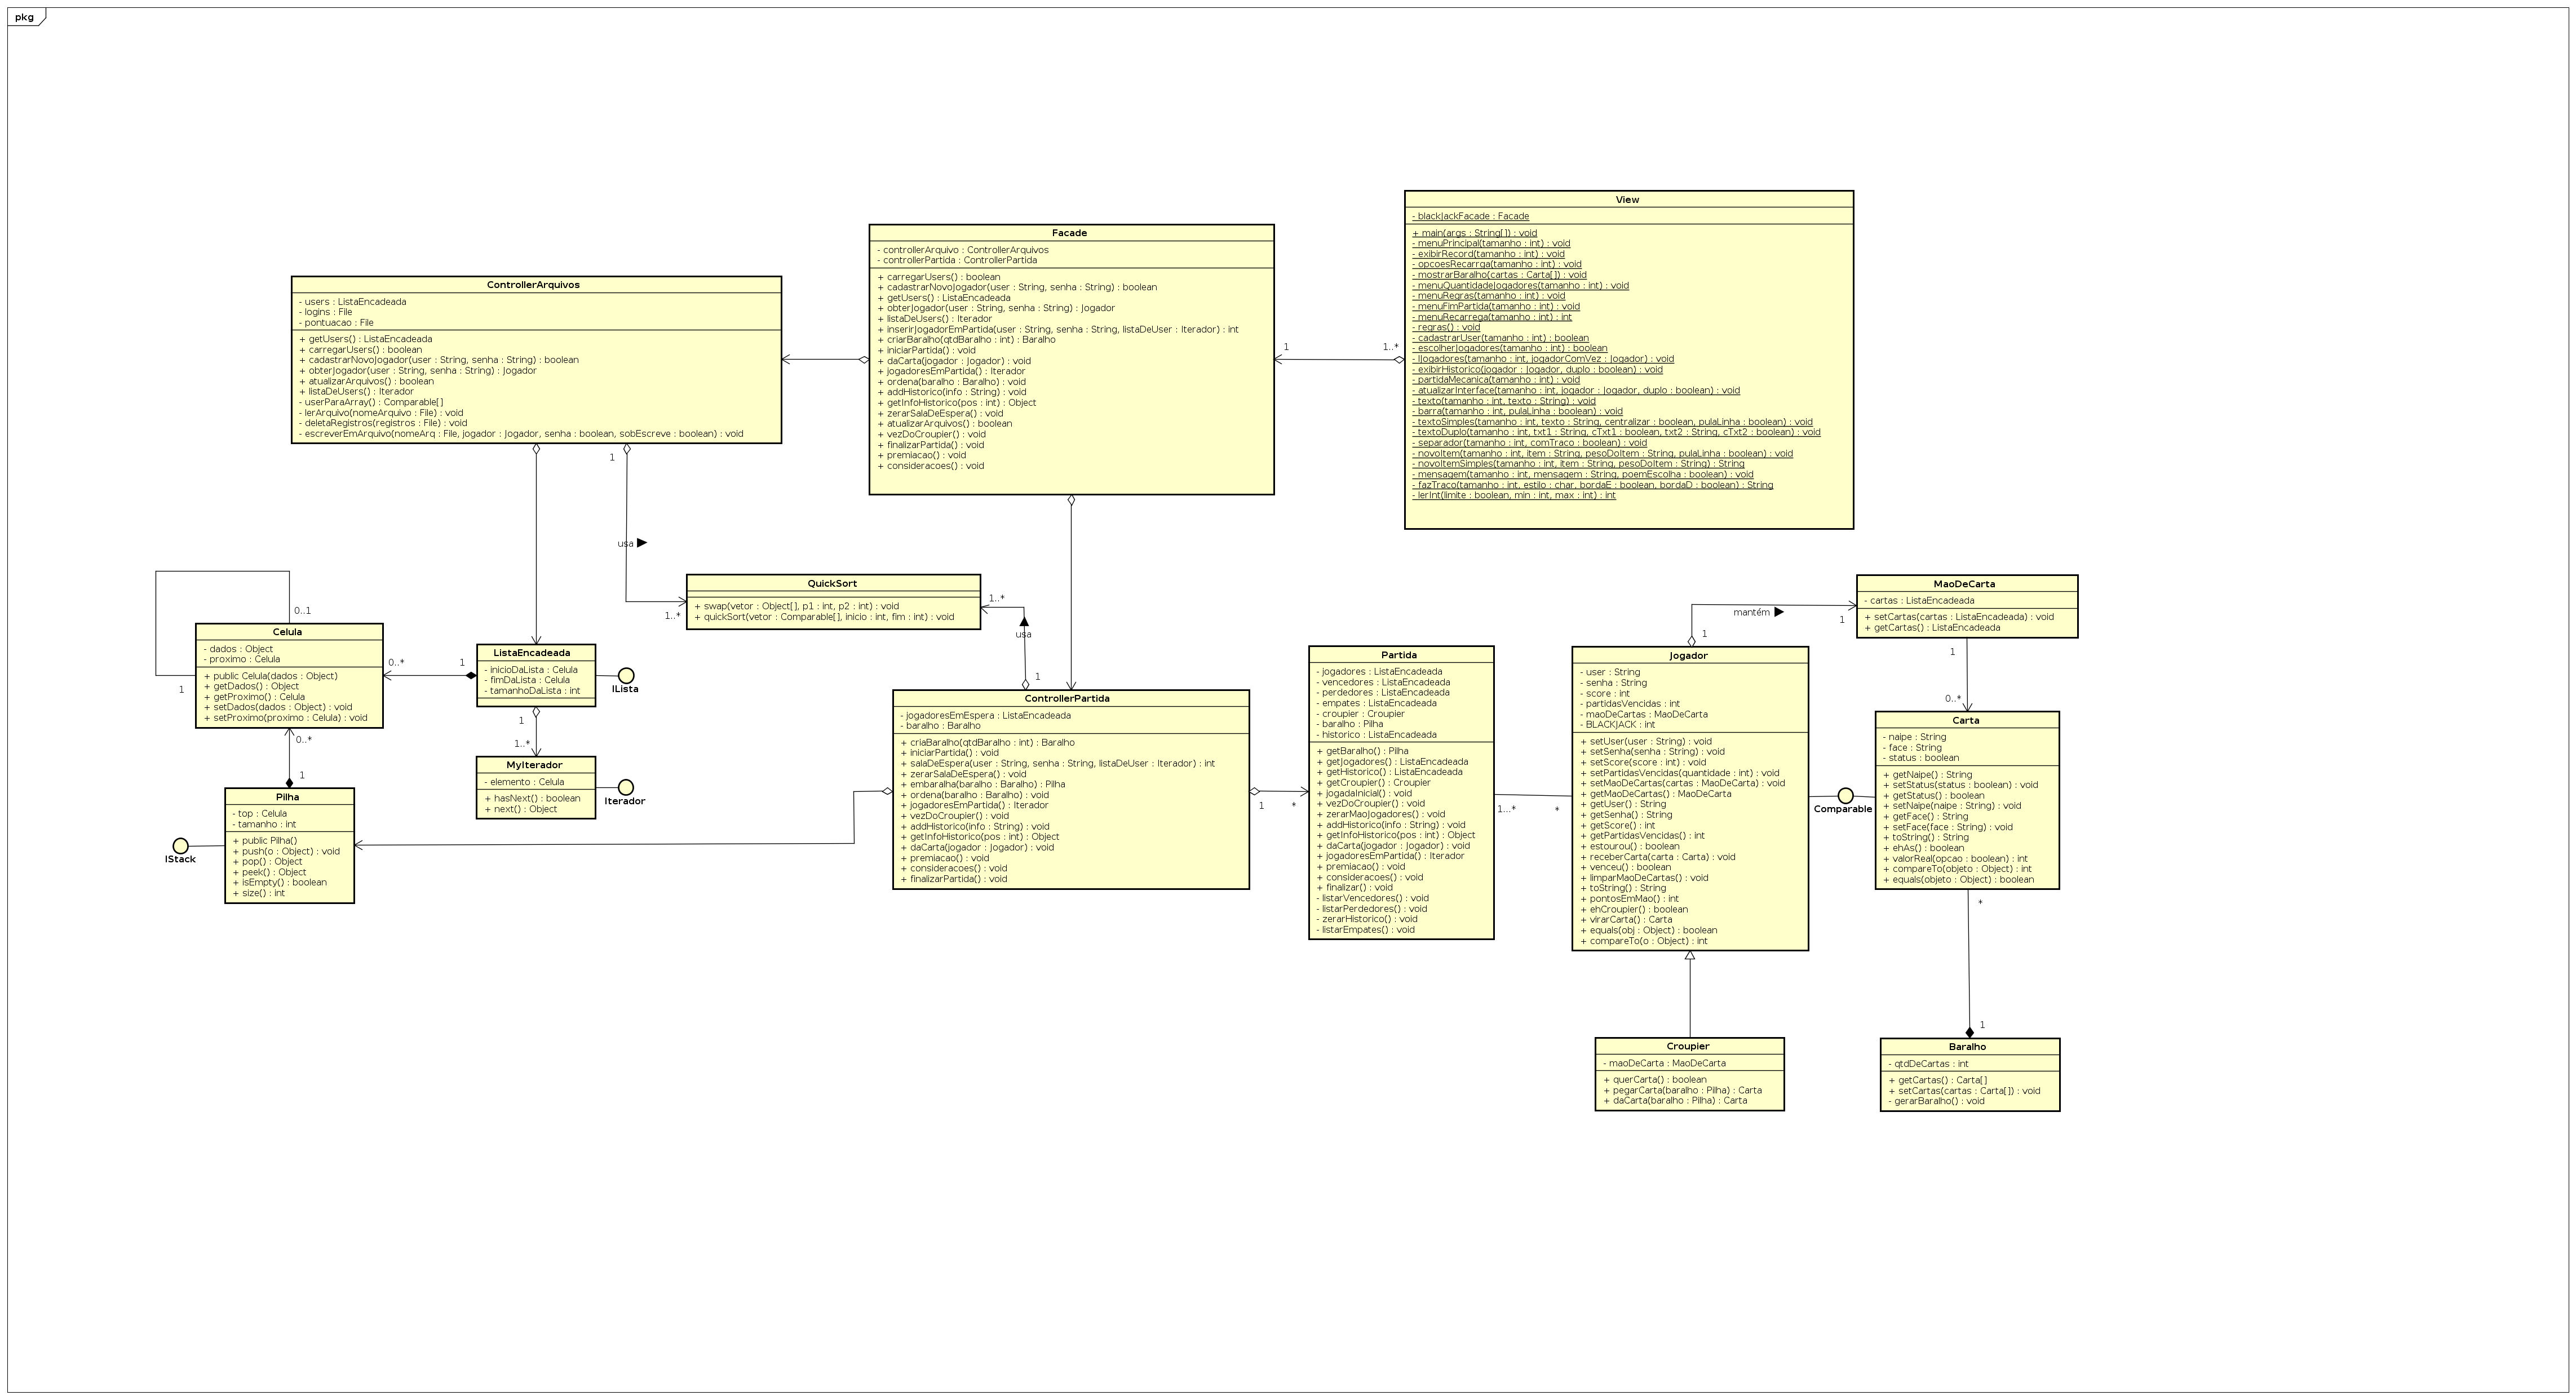 pkg
View
- blackJackFacade : Facade
+ main(args : String[]) : void
- menuPrincipal(tamanho : int) : void
- exibirRecord(tamanho : int) : void
- opcoesRecarrga(tamanho : int) : void
- mostrarBaralho(cartas : Carta[]) : void
- menuQuantidadeJogadores(tamanho : int) : void
- menuRegras(tamanho : int) : void
- menuFimPartida(tamanho : int) : void
- menuRecarrega(tamanho : int) : int
- regras() : void
- cadastrarUser(tamanho : int) : boolean
- escolherJogadores(tamanho : int) : boolean
- IJogadores(tamanho : int, jogadorComVez : Jogador) : void
- exibirHistorico(jogador : Jogador, duplo : boolean) : void
- partidaMecanica(tamanho : int) : void
- atualizarInterface(tamanho : int, jogador : Jogador, duplo : boolean) : void
- texto(tamanho : int, texto : String) : void
- barra(tamanho : int, pulaLinha : boolean) : void
- textoSimples(tamanho : int, texto : String, centralizar : boolean, pulaLinha : boolean) : void
- textoDuplo(tamanho : int, txt1 : String, cTxt1 : boolean, txt2 : String, cTxt2 : boolean) : void
- separador(tamanho : int, comTraco : boolean) : void
- novoItem(tamanho : int, item : String, pesoDoItem : String, pulaLinha : boolean) : void
- novoItemSimples(tamanho : int, item : String, pesoDoItem : String) : String
- mensagem(tamanho : int, mensagem : String, poemEscolha : boolean) : void
- fazTraco(tamanho : int, estilo : char, bordaE : boolean, bordaD : boolean) : String
- lerInt(limite : boolean, min : int, max : int) : int
Facade
- controllerArquivo : ControllerArquivos
- controllerPartida : ControllerPartida
+ carregarUsers() : boolean
+ cadastrarNovoJogador(user : String, senha : String) : boolean
+ getUsers() : ListaEncadeada
+ obterJogador(user : String, senha : String) : Jogador
+ listaDeUsers() : Iterador
+ inserirJogadorEmPartida(user : String, senha : String, listaDeUser : Iterador) : int
+ criarBaralho(qtdBaralho : int) : Baralho
+ iniciarPartida() : void
+ daCarta(jogador : Jogador) : void
+ jogadoresEmPartida() : Iterador
+ ordena(baralho : Baralho) : void
+ addHistorico(info : String) : void
+ getInfoHistorico(pos : int) : Object
+ zerarSalaDeEspera() : void
+ atualizarArquivos() : boolean
+ vezDoCroupier() : void
+ finalizarPartida() : void
+ premiacao() : void
+ consideracoes() : void
1
1..*
ControllerArquivos
- users : ListaEncadeada
- logins : File
- pontuacao : File
+ getUsers() : ListaEncadeada
+ carregarUsers() : boolean
+ cadastrarNovoJogador(user : String, senha : String) : boolean
+ obterJogador(user : String, senha : String) : Jogador
+ atualizarArquivos() : boolean
+ listaDeUsers() : Iterador
- userParaArray() : Comparable[]
- lerArquivo(nomeArquivo : File) : void
- deletaRegistros(registros : File) : void
- escreverEmArquivo(nomeArq : File, jogador : Jogador, senha : boolean, sobEscreve : boolean) : void
1
usa
1..*
QuickSort
+ swap(vetor : Object[], p1 : int, p2 : int) : void
+ quickSort(vetor : Comparable[], inicio : int, fim : int) : void
1..*
usa
1
0..1
1
Celula
- dados : Object
- proximo : Celula
+ public Celula(dados : Object)
+ getDados() : Object
+ getProximo() : Celula
+ setDados(dados : Object) : void
+ setProximo(proximo : Celula) : void
0..*
1
ListaEncadeada
- inicioDaLista : Celula
- fimDaLista : Celula
- tamanhoDaLista : int
ILista
1
1..*
MyIterador
- elemento : Celula
+ hasNext() : boolean
+ next() : Object
Iterador
0..*
1
Pilha
- top : Celula
- tamanho : int
+ public Pilha()
+ push(o : Object) : void
+ pop() : Object
+ peek() : Object
+ isEmpty() : boolean
+ size() : int
IStack
ControllerPartida
- jogadoresEmEspera : ListaEncadeada
- baralho : Baralho
+ criaBaralho(qtdBaralho : int) : Baralho
+ iniciarPartida() : void
+ salaDeEspera(user : String, senha : String, listaDeUser : Iterador) : int
+ zerarSalaDeEspera() : void
+ embaralha(baralho : Baralho) : Pilha
+ ordena(baralho : Baralho) : void
+ jogadoresEmPartida() : Iterador
+ vezDoCroupier() : void
+ addHistorico(info : String) : void
+ getInfoHistorico(pos : int) : Object
+ daCarta(jogador : Jogador) : void
+ premiacao() : void
+ consideracoes() : void
+ finalizarPartida() : void
1
*
Partida
- jogadores : ListaEncadeada
- vencedores : ListaEncadeada
- perdedores : ListaEncadeada
- empates : ListaEncadeada
- croupier : Croupier
- baralho : Pilha
- historico : ListaEncadeada
+ getBaralho() : Pilha
+ getJogadores() : ListaEncadeada
+ getHistorico() : ListaEncadeada
+ getCroupier() : Croupier
+ jogadaInicial() : void
+ vezDoCroupier() : void
+ zerarMaoJogadores() : void
+ addHistorico(info : String) : void
+ getInfoHistorico(pos : int) : Object
+ daCarta(jogador : Jogador) : void
+ jogadoresEmPartida() : Iterador
+ premiacao() : void
+ consideracoes() : void
+ finalizar() : void
- listarVencedores() : void
- listarPerdedores() : void
- zerarHistorico() : void
- listarEmpates() : void
1...*
*
Jogador
- user : String
- senha : String
- score : int
- partidasVencidas : int
- maoDeCartas : MaoDeCarta
- BLACKJACK : int
+ setUser(user : String) : void
+ setSenha(senha : String) : void
+ setScore(score : int) : void
+ setPartidasVencidas(quantidade : int) : void
+ setMaoDeCartas(cartas : MaoDeCarta) : void
+ getMaoDeCartas() : MaoDeCarta
+ getUser() : String
+ getSenha() : String
+ getScore() : int
+ getPartidasVencidas() : int
+ estourou() : boolean
+ receberCarta(carta : Carta) : void
+ venceu() : boolean
+ limparMaoDeCartas() : void
+ toString() : String
+ pontosEmMao() : int
+ ehCroupier() : boolean
+ virarCarta() : Carta
+ equals(obj : Object) : boolean
+ compareTo(o : Object) : int
1
mantém
1
MaoDeCarta
- cartas : ListaEncadeada
+ setCartas(cartas : ListaEncadeada) : void
+ getCartas() : ListaEncadeada
1
0..*
Comparable
Carta
- naipe : String
- face : String
- status : boolean
+ getNaipe() : String
+ setStatus(status : boolean) : void
+ getStatus() : boolean
+ setNaipe(naipe : String) : void
+ getFace() : String
+ setFace(face : String) : void
+ toString() : String
+ ehAs() : boolean
+ valorReal(opcao : boolean) : int
+ compareTo(objeto : Object) : int
+ equals(objeto : Object) : boolean
*
1
Croupier
- maoDeCarta : MaoDeCarta
+ querCarta() : boolean
+ pegarCarta(baralho : Pilha) : Carta
+ daCarta(baralho : Pilha) : Carta
Baralho
- qtdDeCartas : int
+ getCartas() : Carta[]
+ setCartas(cartas : Carta[]) : void
- gerarBaralho() : void